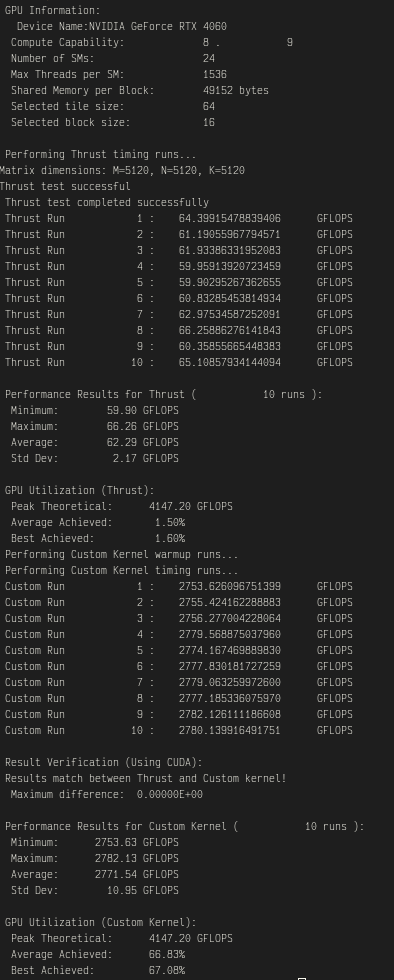 GPU Information:
Device Name:NVIDIA GeForce RTX 4060
Compute Capability: 8 . 9
Number of SMs: 24
Max Threads per SM: 1536
Shared Memory per Block: 49152 bytes
Selected tile size: 64
Selected block size: 16
Performing Thrust timing runs...
Matrix dimensions: M=5120, N=5120, K=5120
Thrust test successful
Thrust test completed successfully
Thrust Run 1 : 64.39915478839406 GFLOPS
Thrust Run 2 : 61.19055967794571 GFLOPS
Thrust Run 3 : 61.93386331952083 GFLOPS
Thrust Run 4 : 59.95913920723459 GFLOPS
Thrust Run 5 : 59.90295267362655 GFLOPS
Thrust Run 6 : 60.83285453814934 GFLOPS
Thrust Run 7 : 62.97534587252091 GFLOPS
Thrust Run 8 : 66.25886276141843 GFLOPS
Thrust Run 9 : 60.35855665448383 GFLOPS
Thrust Run 10 : 65.10857934144094 GFLOPS
Performance Results for Thrust ( 10 runs ):
Minimum: 59.90 GFLOPS
Maximum: 66.26 GFLOPS
Average: 62.29 GFLOPS
Std Dev: 2.17 GFLOPS
GPU Utilization (Thrust):
Peak Theoretical: 4147.20 GFLOPS
Average Achieved: 1.50%
Best Achieved: 1.60%
Performing Custom Kernel warmup runs...
Performing Custom Kernel timing runs...
Custom Run 1 : 2753.626096751399 GFLOPS
Custom Run 2 : 2755.424162288883 GFLOPS
Custom Run 3 : 2756.277004228064 GFLOPS
Custom Run 4 : 2779.568875037960 GFLOPS
Custom Run 5 : 2774.167469889830 GFLOPS
Custom Run 6 : 2777.830181727259 GFLOPS
Custom Run 7 : 2779.063259972600 GFLOPS
Custom Run 8 : 2777.185336075970 GFLOPS
Custom Run 9 : 2782.126111186608 GFLOPS
Custom Run 10 : 2780.139916491751 GFLOPS
Result Verification (Using CUDA):
Results match between Thrust and Custom kernel!
Maximum difference: 0.00000E+00
Performance Results for Custom Kernel ( 10 runs ):
Minimum: 2753.63 GFLOPS
Maximum: 2782.13 GFLOPS
Average: 2771.54 GFLOPS
Std Dev: 10.95 GFLOPS
GPU Utilization (Custom Kernel):
Peak Theoretical: 4147.20 GFLOPS
Average Achieved: 66.83%
Best Achieved: 67.08%